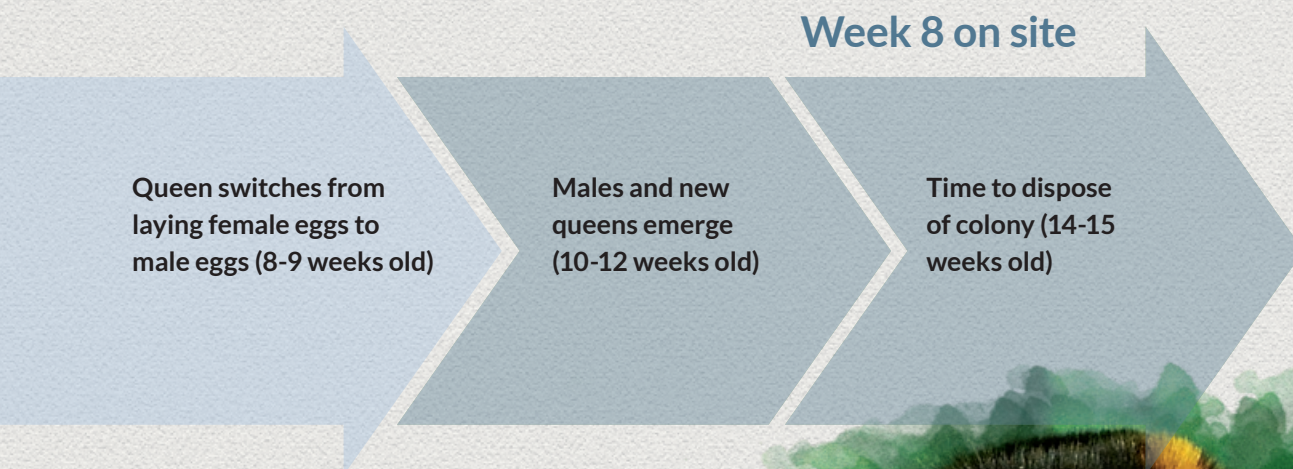 Week 8 on site
Queen switches from
laying female eggs to
male eggs (8-9 weeks old)
Males and new
queens emerge
(10-12 weeks old)
Time to dispose
of colony (14-15
weeks old)